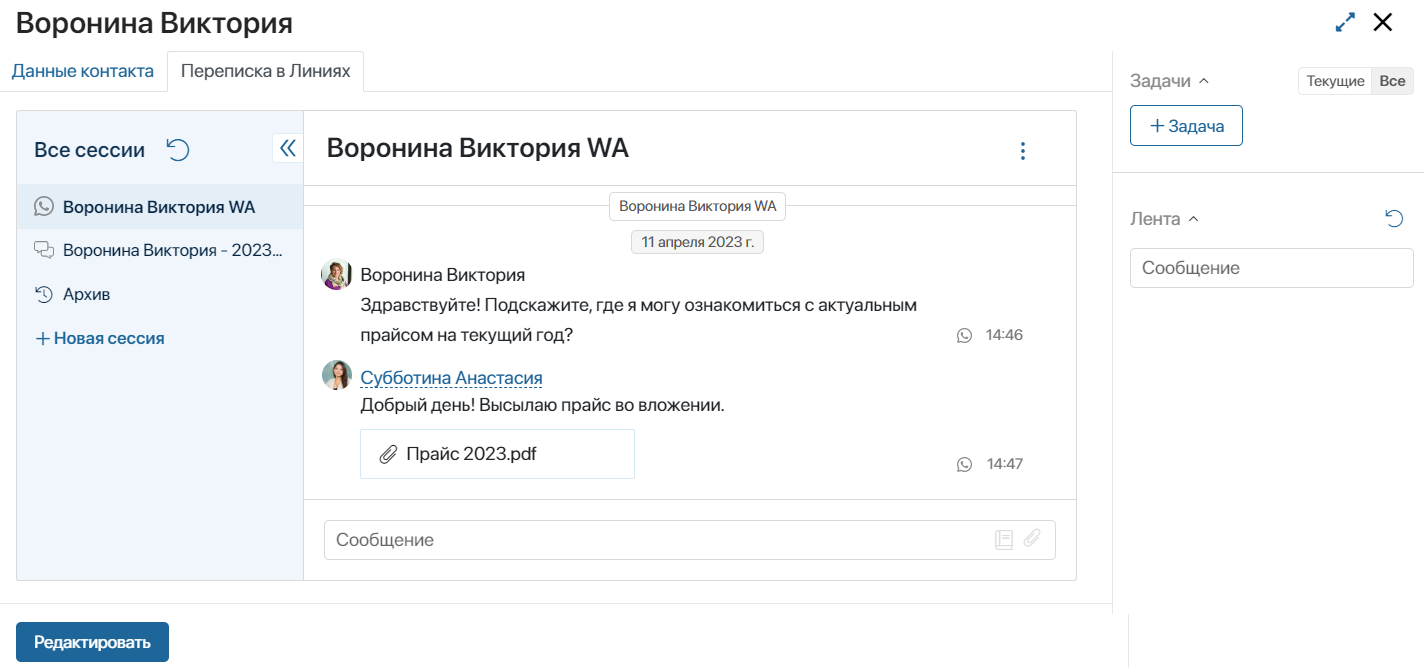 Воронина Виктория
Данные контакта
Переписка в Линиях
Все сессии
Воронина Виктория WA
Воронина Виктория - 2023...
Архив
Новая сессия
Воронина Виктория WA
Воронина Виктория WA
11 апреля 2023 г.
Воронина Виктория
Здравствуйте! Подскажите, где я могу ознакомиться с актуальным
прайсом на текущий год?
14:46
Субботина Анастасия
Добрый день! Высылаю прайс во вложении.
Прайс 2023.pdf
14:47
Сообщение
Редактировать
Задачи
Текущие Все
+ Задача
Лента
Сообщение